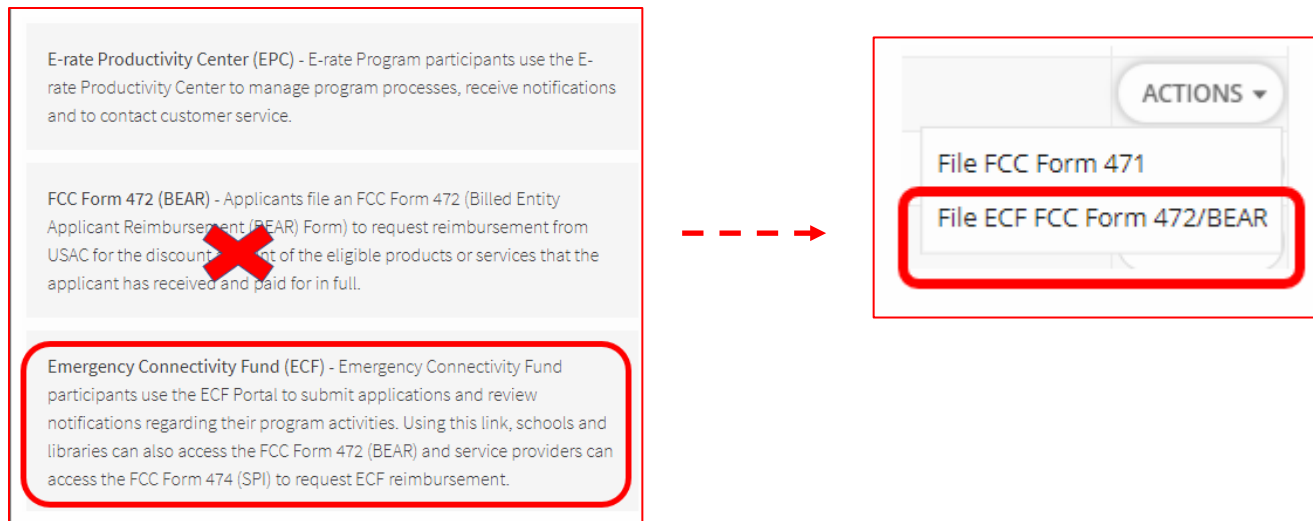 E-rate Productivity Center (EPC) - E-rate Program participants use the E-
rate Productivity Center to manage program processes, receive notifications
and to contact customer service.
FCC Form 472 (BEAR) - Applicants file an FCC Form 472 (Billed Entity
Applicant Reimbursement (BEAR) Form) to request reimbursement from
USAC for the discount of the eligible products or services that the
applicant has received and paid for in full.
Emergency Connectivity Fund (ECF) - Emergency Connectivity Fund
participants use the ECF Portal to submit applications and review
notifications regarding their program activities. Using this link, schools and
libraries can also access the FCC Form 472 (BEAR) and service providers can
access the FCC Form 474 (SPI) to request ECF reimbursement.
ACTIONS
File FCC Form 471
File ECF FCC Form 472/BEAR